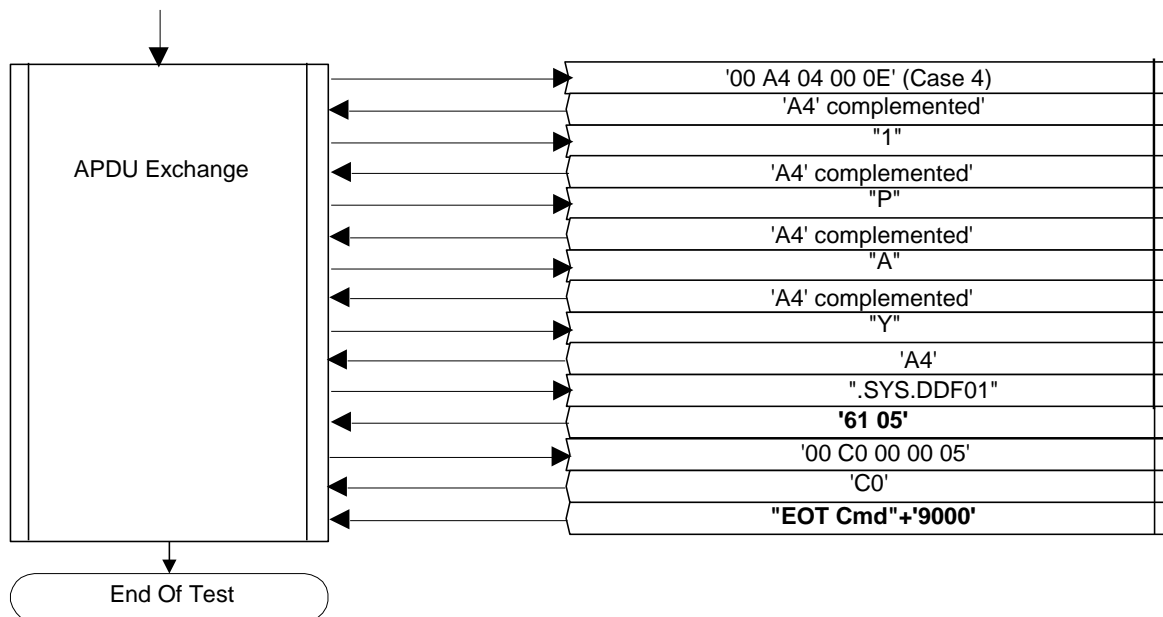 '00 A4 04 00 0E' (Case 4)
'A4' complemented'
"1"
APDU Exchange
'A4' complemented'
"P"
'A4' complemented'
"A"
'A4' complemented'
"Y"
'A4'
".SYS.DDF01"
'61 05'
'00 C0 00 00 05'
'C0'
"EOT Cmd"+'9000'
End Of Test